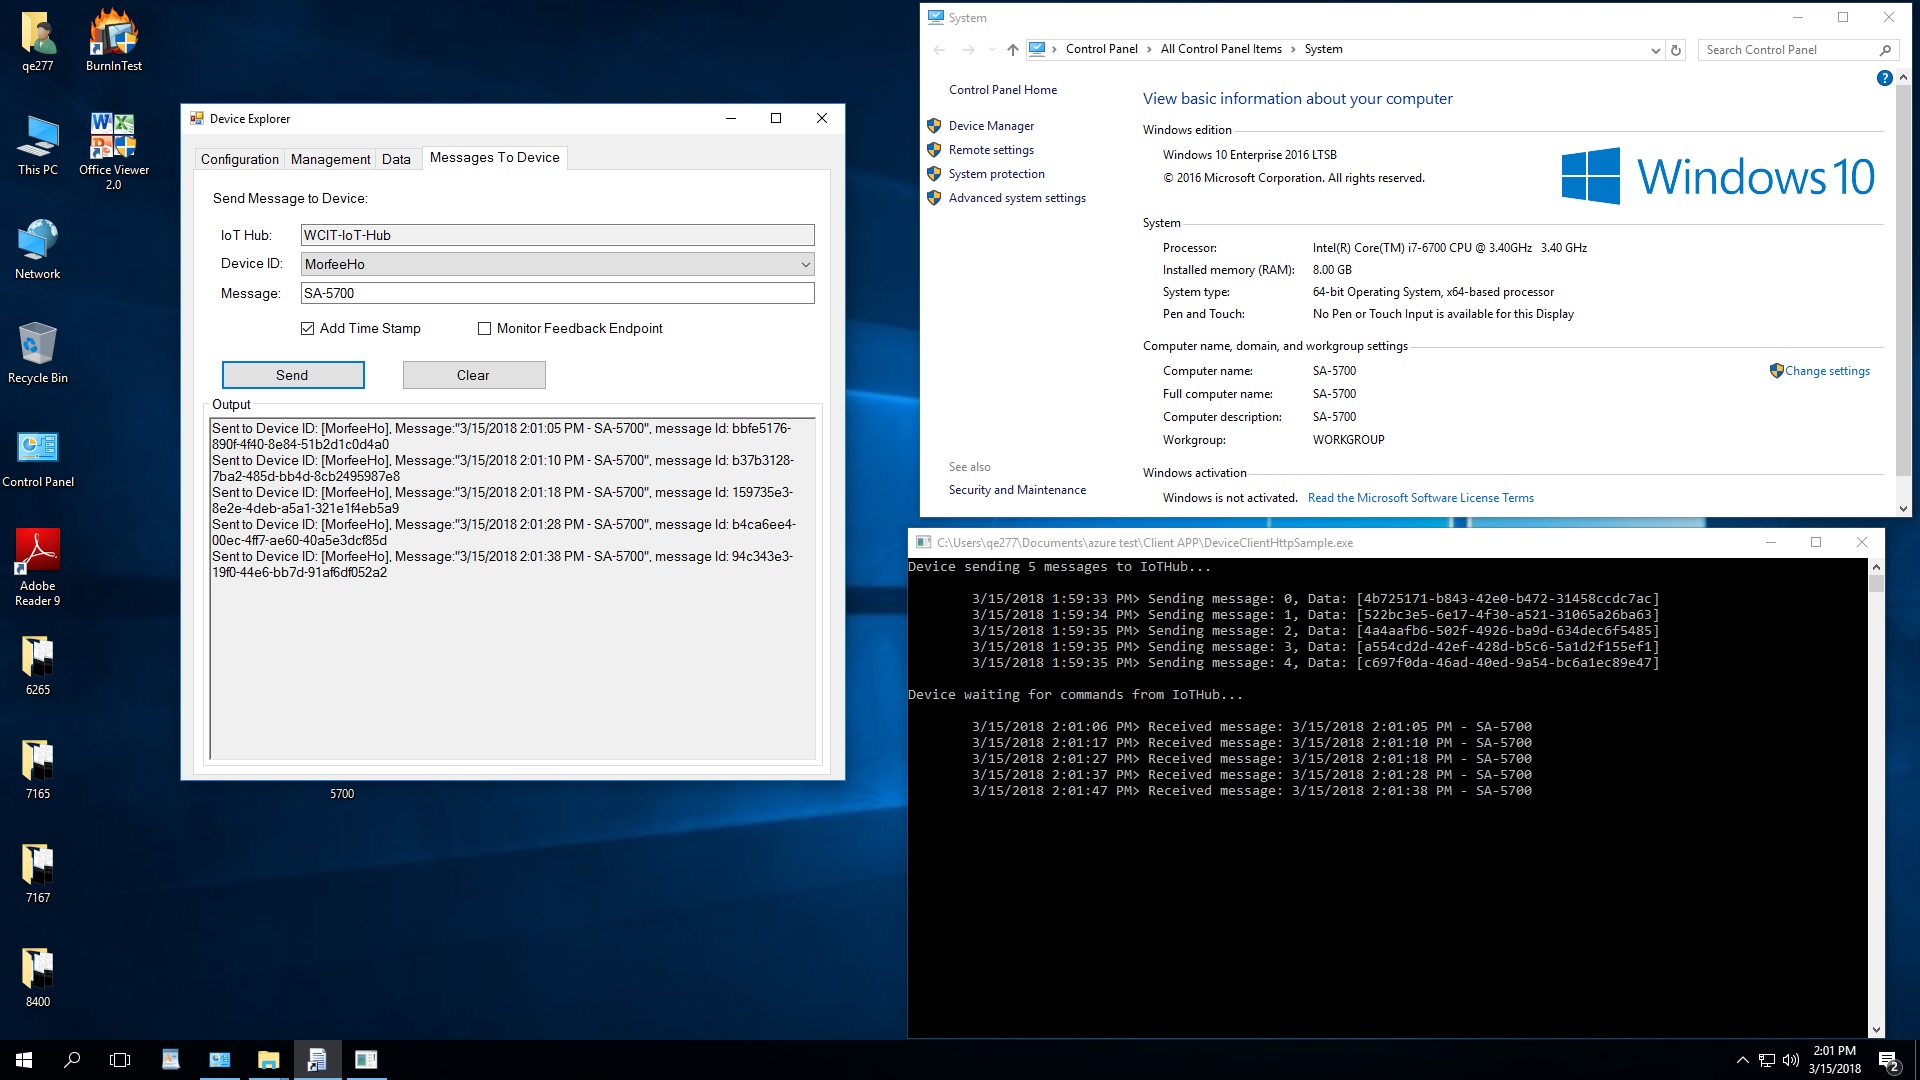 qe277
BurnInTest
This PC
Office Viewer
2.0
Network
Recycle Bin
Control Panel
Adobe
Reader 9
6265
7165
7167
8400
5700
Device Explorer
Configuration
Management
Data
Messages To Device
Send Message to Device:
IoT Hub: WCIT-IoT-Hub
Device ID: MorfeeHo
Message: SA-5700
Add Time Stamp
Monitor Feedback Endpoint
Send
Clear
Output
Sent to Device ID: [MorfeeHo], Message:"3/15/2018 2:01:05 PM - SA-5700", message Id: bbfe5176-
890f-4f40-8e84-51b2d1c0d4a0
Sent to Device ID: [MorfeeHo], Message:"3/15/2018 2:01:10 PM - SA-5700", message Id: b37b3128-
7ba2-485d-bb4d-8cb2495987e8
Sent to Device ID: [MorfeeHo], Message:"3/15/2018 2:01:18 PM - SA-5700", message Id: 159735e3-
8e2e-4deb-a5a1-321e1f4eb5a9
Sent to Device ID: [MorfeeHo], Message:"3/15/2018 2:01:28 PM - SA-5700", message Id: b4ca6ee4-
00ec-4ff7-ae60-40a5e3dcf85d
Sent to Device ID: [MorfeeHo], Message:"3/15/2018 2:01:38 PM - SA-5700", message Id: 94c343e3-
19f0-44e6-bb7d-91af6df052a2
System
Control Panel > All Control Panel Items > System
Search Control Panel
Control Panel Home
Device Manager
Remote settings
System protection
Advanced system settings
See also
Security and Maintenance
View basic information about your computer
Windows edition
Windows 10 Enterprise 2016 LTSB
© 2016 Microsoft Corporation. All rights reserved.
Windows 10
System
Processor: Intel(R) Core(TM) i7-6700 CPU @ 3.40GHz 3.40 GHz
Installed memory (RAM): 8.00 GB
System type: 64-bit Operating System, x64-based processor
Pen and Touch: No Pen or Touch Input is available for this Display
Computer name, domain, and workgroup settings
Computer name: SA-5700
Change settings
Full computer name: SA-5700
Computer description: SA-5700
Workgroup: WORKGROUP
Windows activation
Windows is not activated. Read the Microsoft Software License Terms
C:\Users\qe277\Documents\azure test\Client APP\DeviceClientHttpSample.exe
Device sending 5 messages to IoTHub...
3/15/2018 1:59:33 PM> Sending message: 0, Data: [4b725171-b843-42e0-b472-31458ccdc7ac]
3/15/2018 1:59:34 PM> Sending message: 1, Data: [522bc3e5-6e17-4f30-a521-31065a26ba63]
3/15/2018 1:59:35 PM> Sending message: 2, Data: [4a4aafb6-502f-4926-ba9d-634dec6f5485]
3/15/2018 1:59:35 PM> Sending message: 3, Data: [a554cd2d-42ef-428d-b5c6-5a1d2f155ef1]
3/15/2018 1:59:35 PM> Sending message: 4, Data: [c697f0da-46ad-40ed-9a54-bc6a1ec89e47]
Device waiting for commands from IoTHub...
3/15/2018 2:01:06 PM> Received message: 3/15/2018 2:01:05 PM - SA-5700
3/15/2018 2:01:17 PM> Received message: 3/15/2018 2:01:10 PM - SA-5700
3/15/2018 2:01:27 PM> Received message: 3/15/2018 2:01:18 PM - SA-5700
3/15/2018 2:01:37 PM> Received message: 3/15/2018 2:01:28 PM - SA-5700
3/15/2018 2:01:47 PM> Received message: 3/15/2018 2:01:38 PM - SA-5700
2:01 PM
3/15/2018
2